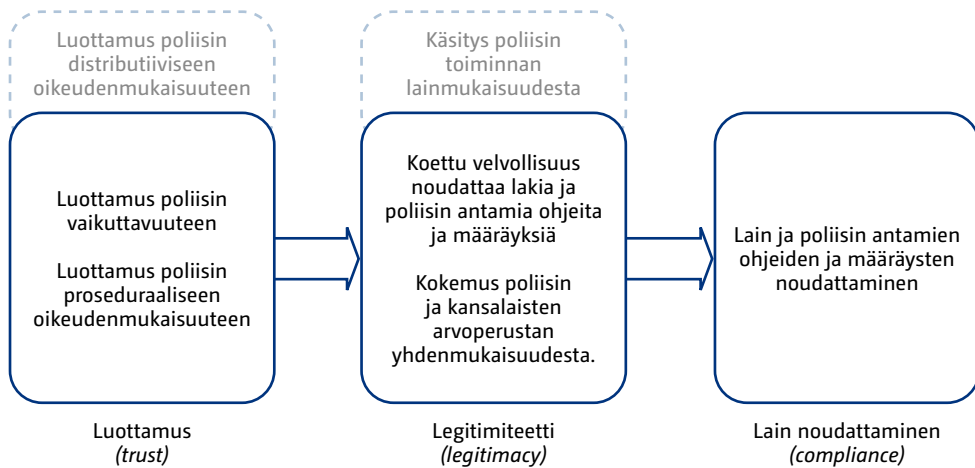 Luottamus poliisin
distributiiviseen
oikeudenmukaisuuteen
Luottamus poliisin
vaikuttavuuteen
Luottamus poliisin
proseduraaliseen
oikeudenmukaisuuteen
Luottamus
(trust)
Käsitys poliisin
toiminnan
lainmukaisuudesta
Koettu velvollisuus
noudattaa lakia ja
poliisin antamia ohjeita
ja määräyksiä
Kokemus poliisin
ja kansalaisten
arvoperustan
yhdenmukaisuudesta.
Legitimiteetti
(legitimacy)
Lain ja poliisin antamien
ohjeiden ja määräysten
noudattaminen
Lain noudattaminen
(compliance)